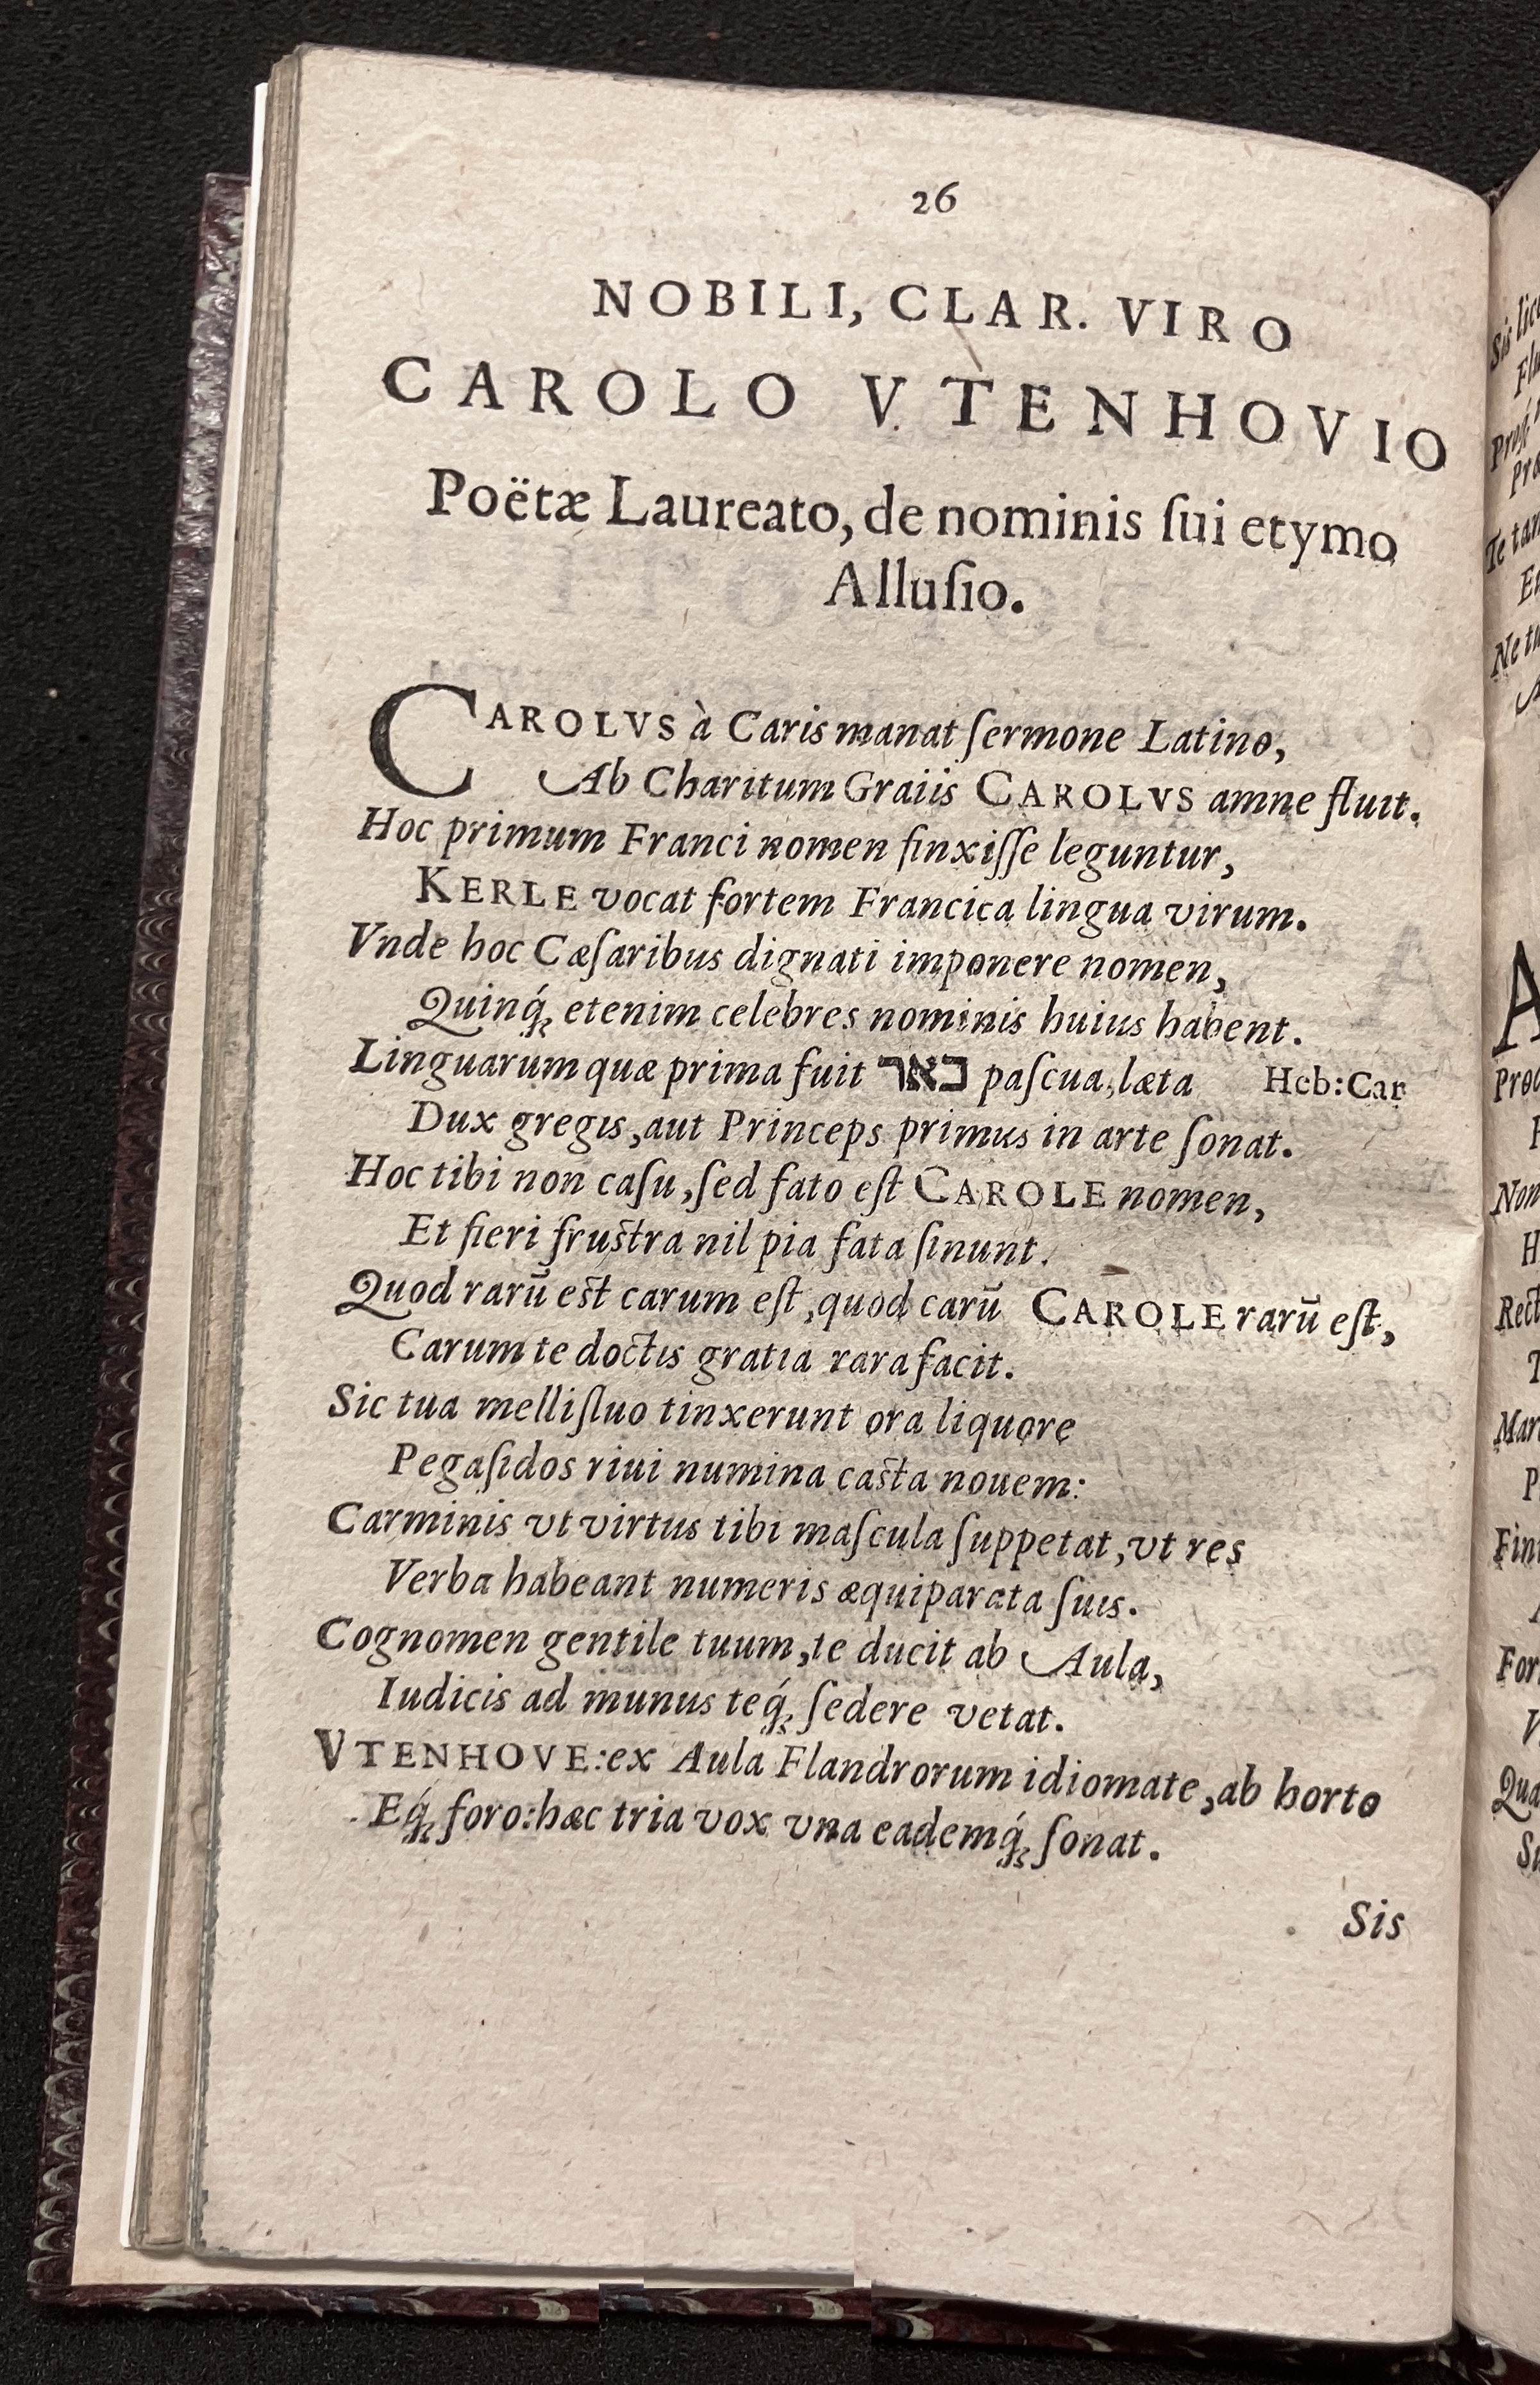 26
NOBILI, CLAR. VIRO
CAROLO VTENHOVIO
Poëtæ Laureato, de nominis ſui etymo
Alluſio.
CAROLVS à Caris manat ſermone Latino,
Ab Charitum Graiis CAROLVS amne fluit.
Hoc primum Franci nomen finxiſſe leguntur,
KERLE vocat fortem Francica lingua virum.
Vnde hoc Cæſaribus dignati imponere nomen,
Quinq́ꝫ etenim celebres nominis huius habent.
Linguarum quæ prima fuit כאר paſcua, læta Heb: Car
Dux gregis, aut Princeps primus in arte ſonat.
Hoc tibi non caſu, ſed fato eſt CAROLE nomen,
Et fieri fruſtra nil pia fata ſinunt.
Quod rarū eſt carum eſt, quod carū CAROLE rarū eſt,
Carum te doctis gratia rara facit.
Sic tua mellifluo tinxerunt ora liquore
Pegaſidos riui numina caſta nouem:
Carminis vt virtus tibi maſcula ſuppetat, vt res
Verba habeant numeris æquiparata ſuis.
Cognomen gentile tuum, te ducit ab Aula,
Iudicis ad munus teq́ꝫ ſedere vetat.
VTENHOVE: ex Aula Flandrorum idiomate, ab horto
Eq́ꝫ foro: hæc tria vox vna eademq́ꝫ ſonat.
Sis